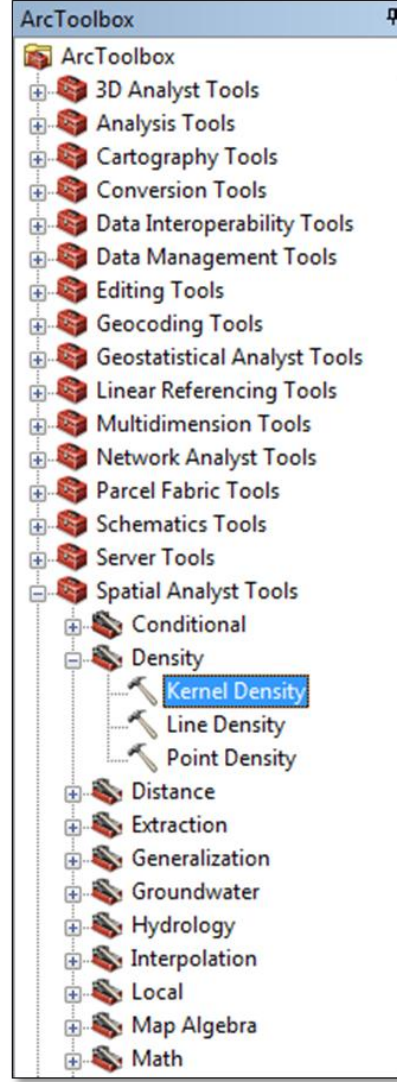 ArcToolbox
ArcToolbox
3D Analyst Tools
Analysis Tools
Cartography Tools
Conversion Tools
Data Interoperability Tools
Data Management Tools
Editing Tools
Geocoding Tools
Geostatistical Analyst Tools
Linear Referencing Tools
Multidimension Tools
Network Analyst Tools
Parcel Fabric Tools
Schematics Tools
Server Tools
Spatial Analyst Tools
Conditional
Density
Kernel Density
Line Density
Point Density
Distance
Extraction
Generalization
Groundwater
Hydrology
Interpolation
Local
Map Algebra
Math